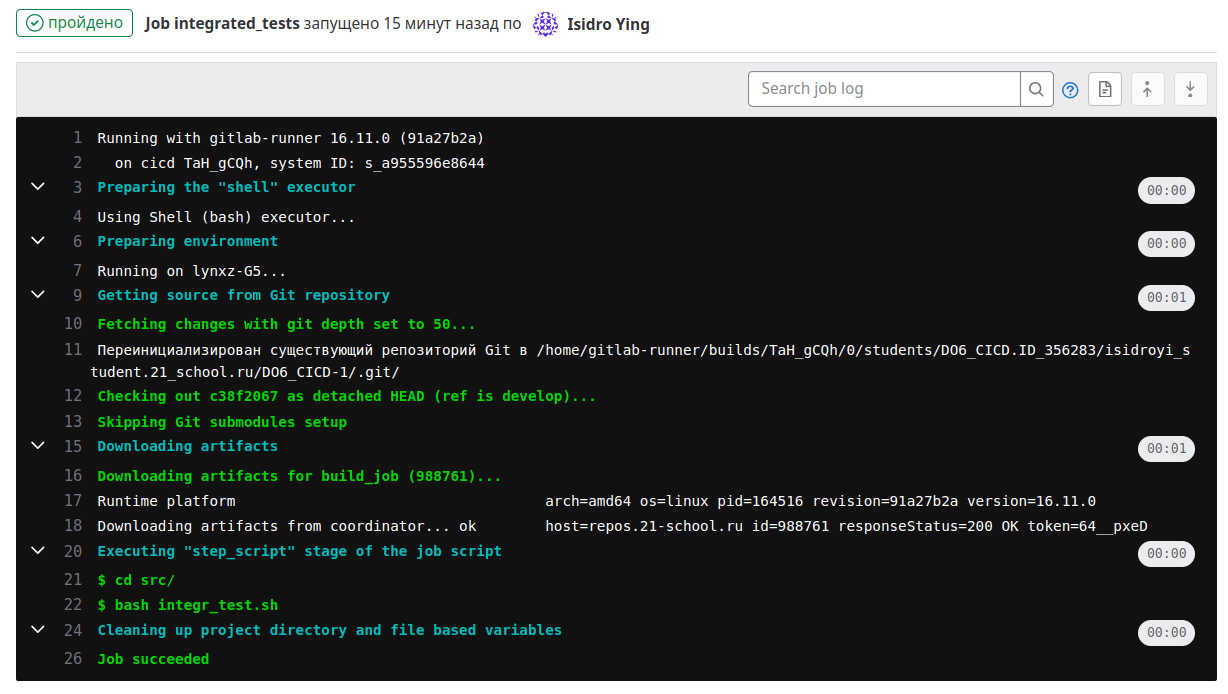 пройдено Job integrated_tests запущено 15 минут назад по Isidro Ying
Search job log
1 Running with gitlab-runner 16.11.0 (91a27b2a)
2 on cicd TaH_gCQh, system ID: s_a955596e8644
3 Preparing the "shell" executor 00:00
4 Using Shell (bash) executor...
6 Preparing environment 00:00
7 Running on lynxz-G5...
9 Getting source from Git repository 00:01
10 Fetching changes with git depth set to 50...
11 Переинициализирован существующий репозиторий Git в /home/gitlab-runner/builds/TaH_gCQh/0/students/DO6_CICD.ID_356283/isidroyi_s
tudent.21_school.ru/DO6_CICD-1/.git/
12 Checking out c38f2067 as detached HEAD (ref is develop)...
13 Skipping Git submodules setup
15 Downloading artifacts 00:01
16 Downloading artifacts for build_job (988761)...
17 Runtime platform arch=amd64 os=linux pid=164516 revision=91a27b2a version=16.11.0
18 Downloading artifacts from coordinator... ok host=repos.21-school.ru id=988761 responseStatus=200 OK token=64__pxeD
20 Executing "step_script" stage of the job script 00:00
21 $ cd src/
22 $ bash integr_test.sh
24 Cleaning up project directory and file based variables 00:00
26 Job succeeded